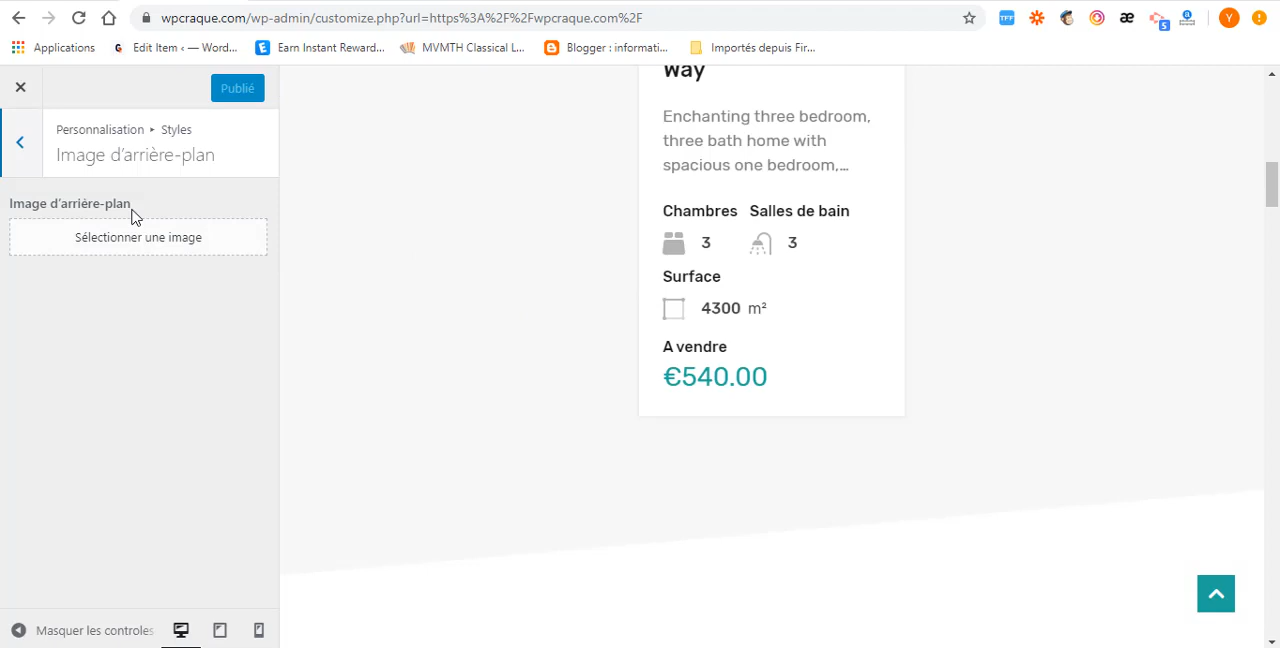 wpcraque.com/wp-admin/customize.php?url=https%3A%2F%2Fwpcraque.com%2F
TFF
5
æ
Y
Applications
G Edit Item ‹ — Word...
Earn Instant Reward...
MVMTH Classical L...
Blogger : informati...
Importés depuis Fir...
Publié
Personnalisation ▸ Styles
Image d’arrière-plan
Image d’arrière-plan
Sélectionner une image
Masquer les controles
Way
Enchanting three bedroom,
three bath home with
spacious one bedroom,...
Chambres Salles de bain
3 3
Surface
4300 m²
A vendre
€540.00